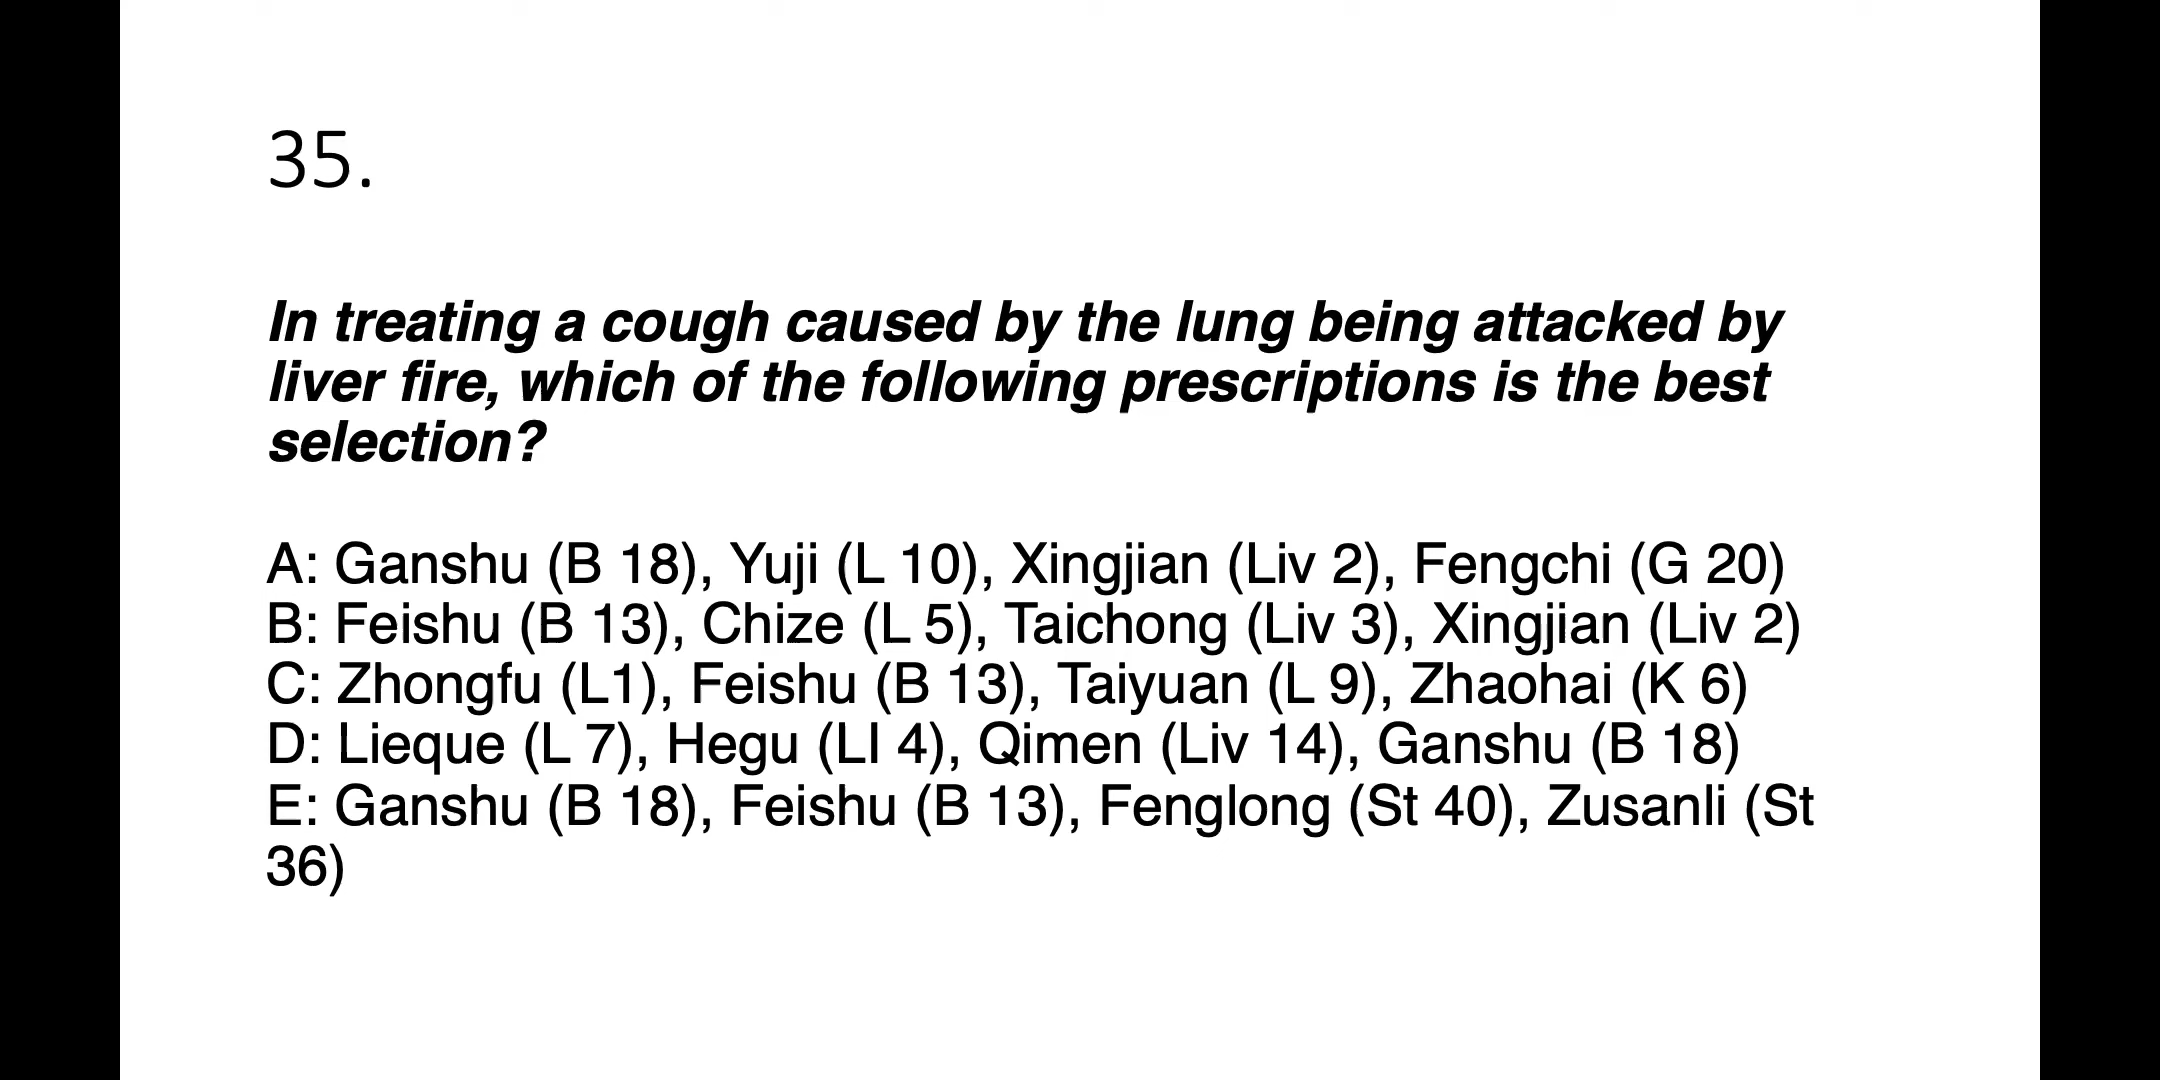 35.
In treating a cough caused by the lung being attacked by
liver fire, which of the following prescriptions is the best
selection?
A: Ganshu (B 18), Yuji (L 10), Xingjian (Liv 2), Fengchi (G 20)
B: Feishu (B 13), Chize (L 5), Taichong (Liv 3), Xingjian (Liv 2)
C: Zhongfu (L1), Feishu (B 13), Taiyuan (L 9), Zhaohai (K 6)
D: Lieque (L 7), Hegu (LI 4), Qimen (Liv 14), Ganshu (B 18)
E: Ganshu (B 18), Feishu (B 13), Fenglong (St 40), Zusanli (St
36)